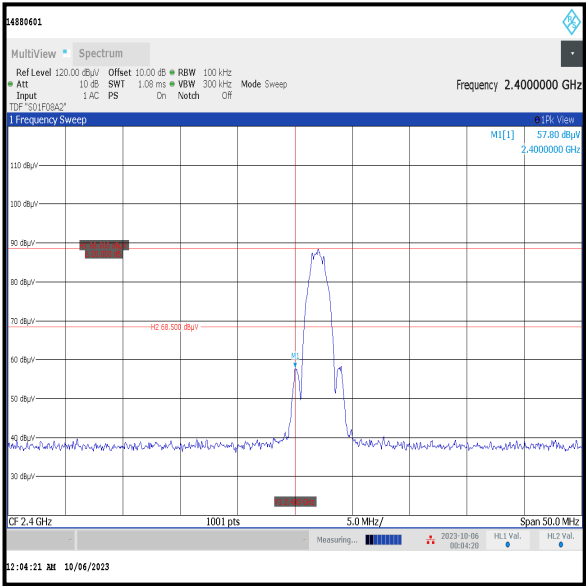 14880601
MultiView Spectrum
Ref Level 120.00 dBµV Offset 10.00 dB RBW 100 kHz
Att 10 dB SWT 1.08 ms VBW 300 kHz Mode Sweep Frequency 2.4000000 GHz
Input 1 AC PS On Notch Off
TDF "S01F08A2"
1 Frequency Sweep 1Pk View
M1[1] 57.80 dBµV
2.4000000 GHz
110 dBµV
100 dBµV
90 dBµV
80 dBµV
70 dBµV
H2 68.500 dBµV
60 dBµV
M1
50 dBµV
40 dBµV
30 dBµV
CF 2.4 GHz 1001 pts 5.0 MHz/ Span 50.0 MHz
Measuring... 2023-10-06 HL1 Val. HL2 Val.
00:04:20
12:04:21 AM 10/06/2023